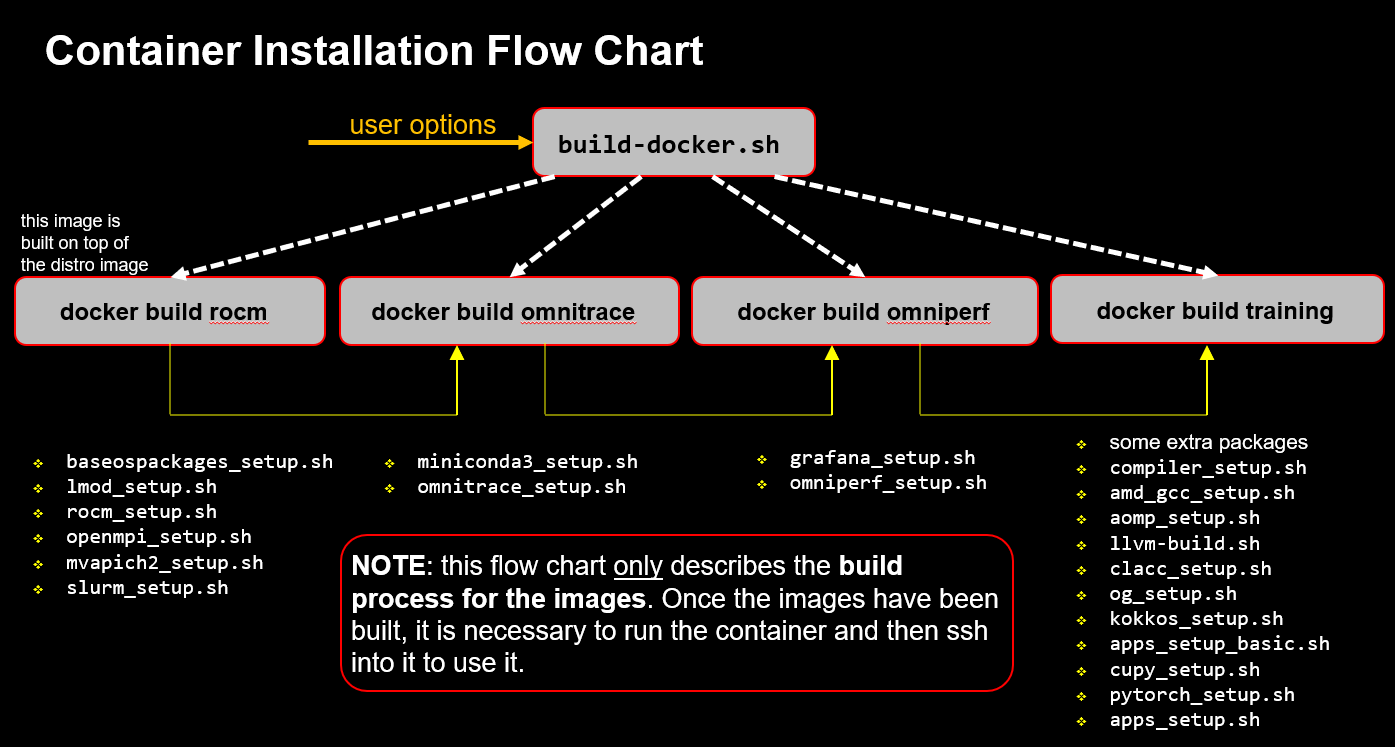 Container Installation Flow Chart
user options
build-docker.sh
this image is
built on top of
the distro image
docker build rocm
docker build omnitrace
docker build omniperf
docker build training
baseospackages_setup.sh
lmod_setup.sh
rocm_setup.sh
openmpi_setup.sh
mvapich2_setup.sh
slurm_setup.sh
miniconda3_setup.sh
omnitrace_setup.sh
grafana_setup.sh
omniperf_setup.sh
some extra packages
compiler_setup.sh
amd_gcc_setup.sh
aomp_setup.sh
llvm-build.sh
clacc_setup.sh
og_setup.sh
kokkos_setup.sh
apps_setup_basic.sh
cupy_setup.sh
pytorch_setup.sh
apps_setup.sh
NOTE: this flow chart only describes the build
process for the images. Once the images have been
built, it is necessary to run the container and then ssh
into it to use it.